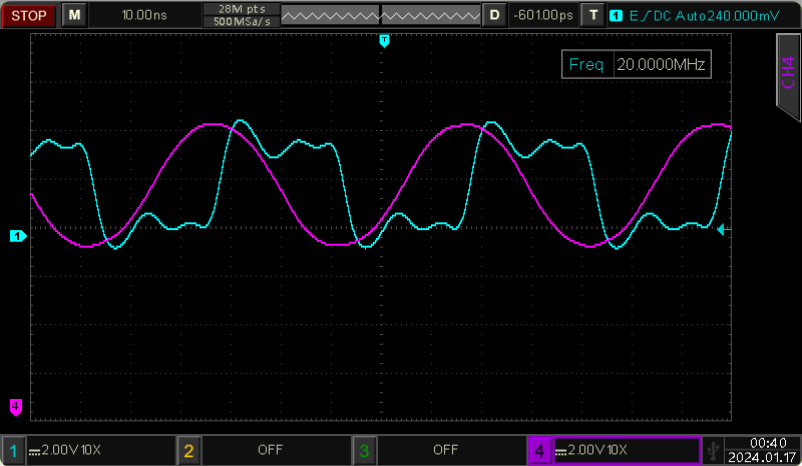 STOP M 10.00ns 28M pts D -601.00ps T 1 E DC Auto 240.000mV
500MSa/s
T
CH4
Freq 20.0000MHz
1
4
1 2.00V 10X 2 OFF 3 OFF 4 2.00V 10X 00:40
2024.01.17